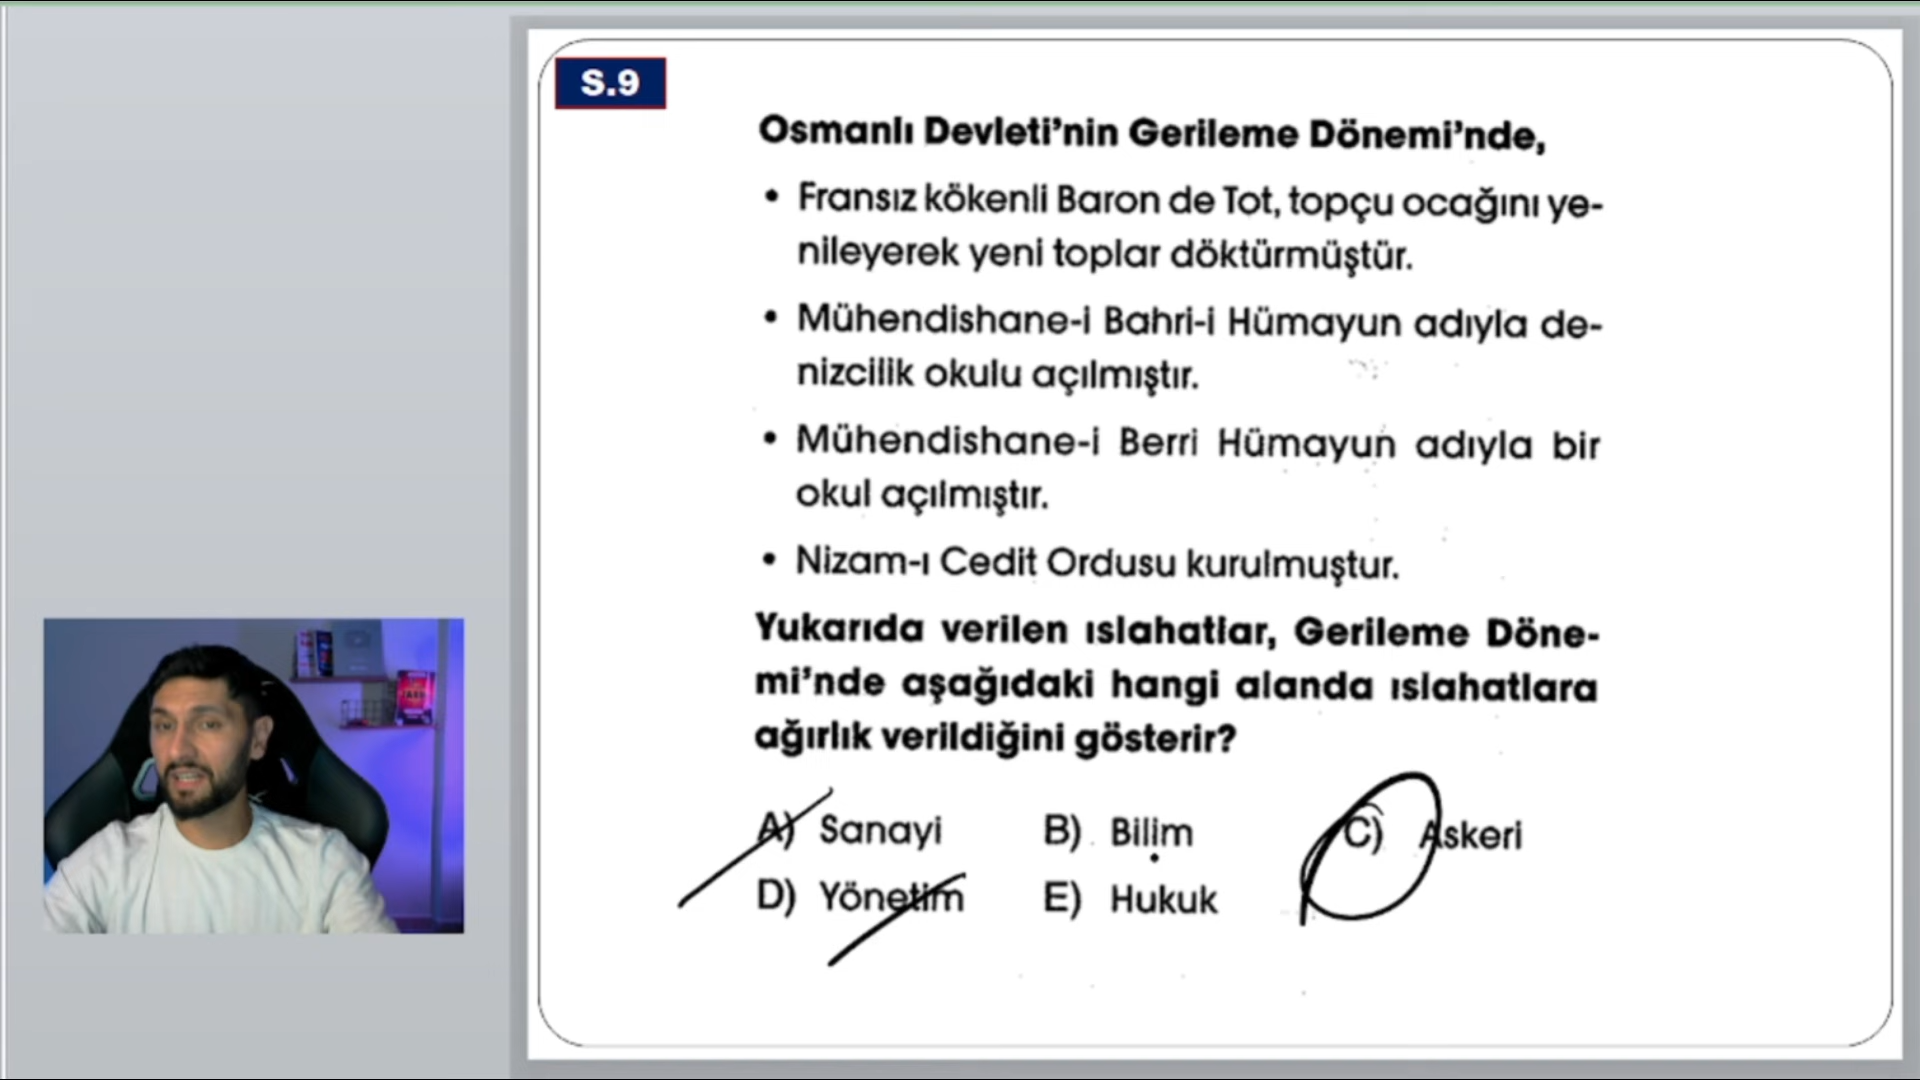 S.9
Osmanlı Devleti’nin Gerileme Dönemi’nde,
• Fransız kökenli Baron de Tot, topçu ocağını ye-
nileyerek yeni toplar döktürmüştür.
• Mühendishane-i Bahri-i Hümayun adıyla de-
nizcilik okulu açılmıştır.
• Mühendishane-i Berri Hümayun adıyla bir
okul açılmıştır.
• Nizam-ı Cedit Ordusu kurulmuştur.
Yukarıda verilen ıslahatlar, Gerileme Döne-
mi’nde aşağıdaki hangi alanda ıslahatlara
ağırlık verildiğini gösterir?
A) Sanayi B) Bilim C) Askeri
D) Yönetim E) Hukuk